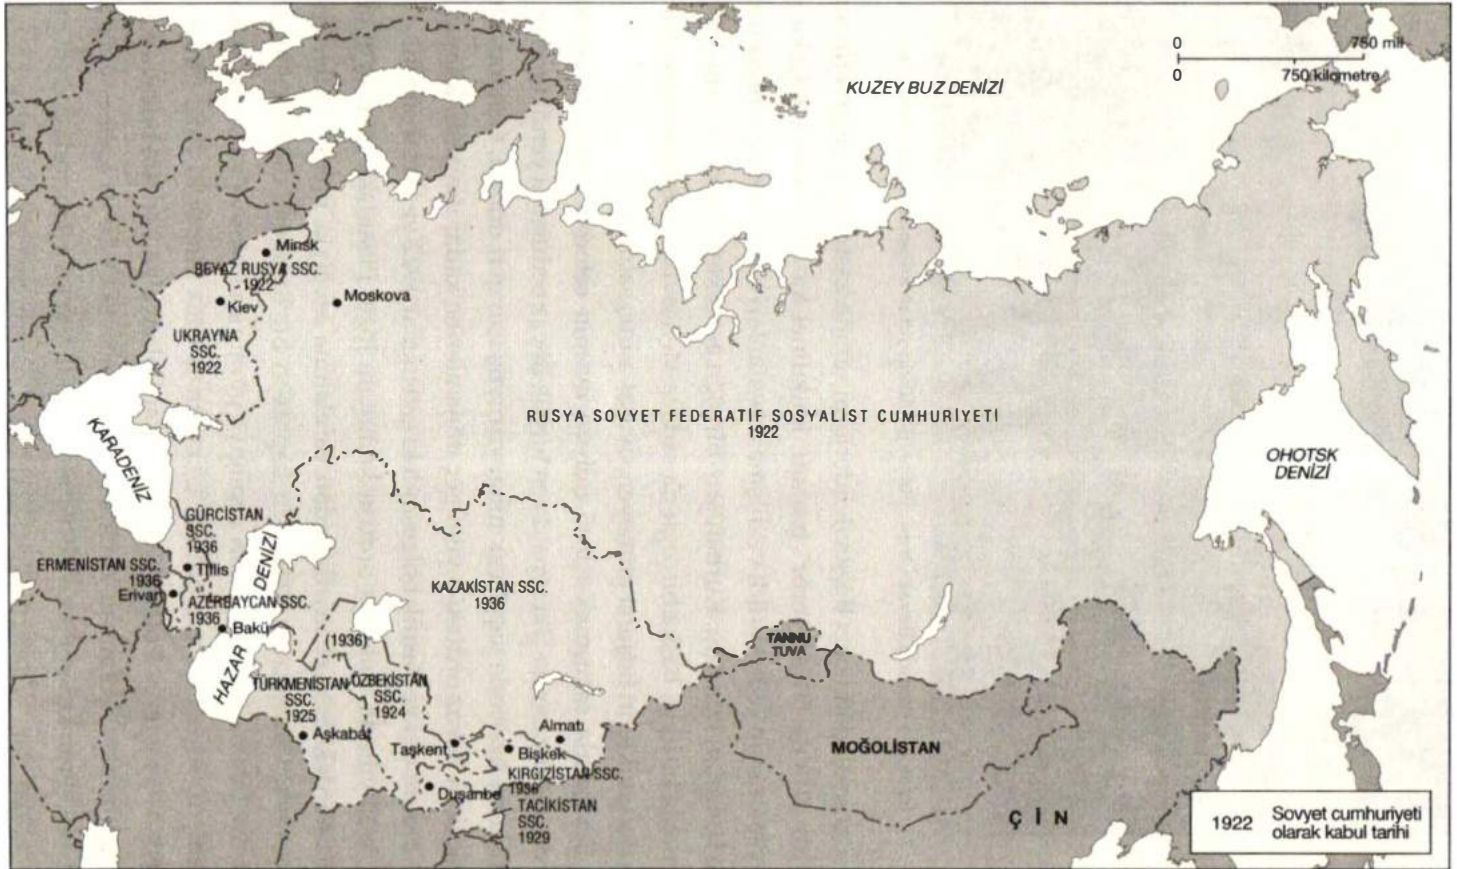 0 750 mil
0 750 kilometre
KUZEY BUZ DENİZİ
Minsk
BEYAZ RUSYA SSC.
1922
Kiev
Moskova
UKRAYNA
SSC.
1922
RUSYA SOVYET FEDERATİF SOSYALİST CUMHURİYETİ
1922
KARADENİZ
OHOTSK
DENİZİ
GÜRCİSTAN
SSC.
1936
Tiflis
HAZAR DENİZİ
ERMENİSTAN SSC.
1936
Erivan
KAZAKİSTAN SSC.
1936
AZERBAYCAN SSC.
1936
Bakü
(1936)
TANNU
TUVA
TÜRKMENİSTAN
SSC.
1925
ÖZBEKİSTAN
SSC.
1924
Aşkabat
Taşkent
Almatı
Bişkek
MOĞOLİSTAN
KIRGIZİSTAN SSC.
1936
Duşanbe
TACİKİSTAN
SSC.
1929
ÇİN
1922 Sovyet cumhuriyeti
olarak kabul tarihi